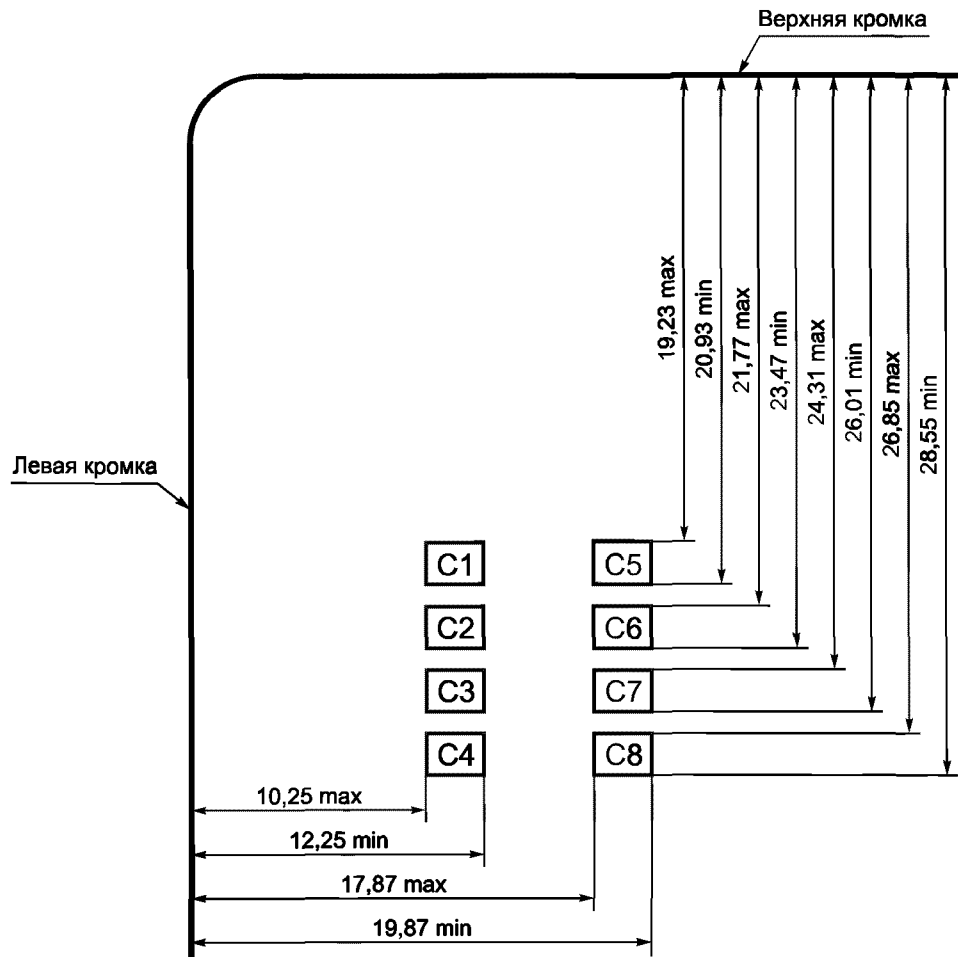 Верхняя кромка
19,23 max
20,93 min
21,77 max
23,47 min
24,31 max
26,01 min
26,85 max
28,55 min
Левая кромка
C1 C5
C2 C6
C3 C7
C4 C8
10,25 max
12,25 min
17,87 max
19,87 min